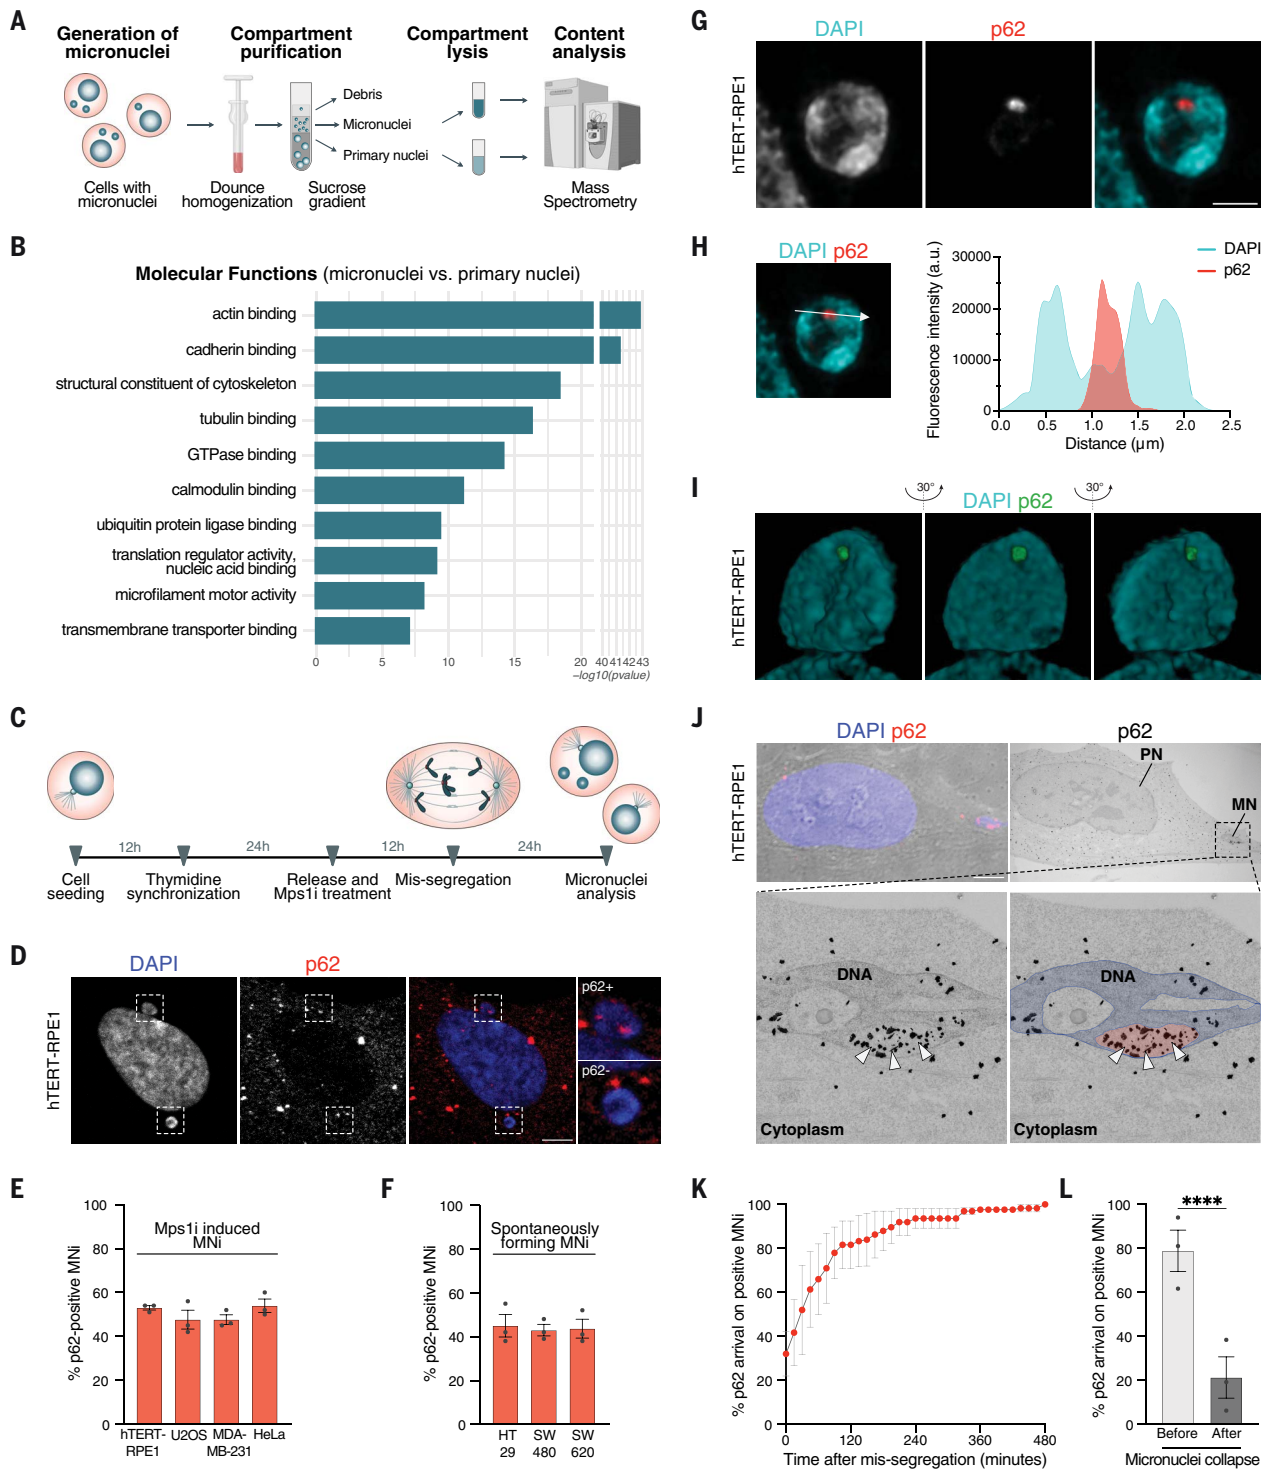 A
Generation of
micronuclei
Compartment
purification
Compartment
lysis
Content
analysis
Debris
Micronuclei
Primary nuclei
Cells with
micronuclei
Dounce
homogenization
Sucrose
gradient
Mass
Spectrometry
B
Molecular Functions (micronuclei vs. primary nuclei)
actin binding
cadherin binding
structural constituent of cytoskeleton
tubulin binding
GTPase binding
calmodulin binding
ubiquitin protein ligase binding
translation regulator activity,
nucleic acid binding
microfilament motor activity
transmembrane transporter binding
0 5 10 15 20 40 41 42 43
−log10(pvalue)
C
12h 24h 12h 24h
Cell
seeding
Thymidine
synchronization
Release and
Mps1i treatment
Mis-segregation
Micronuclei
analysis
D
DAPI p62
hTERT-RPE1
p62+
p62-
E
% p62-positive MNi
100
80
60
40
20
0
Mps1i induced
MNi
hTERT-
RPE1
U2OS
MDA-
MB-231
HeLa
F
% p62-positive MNi
100
80
60
40
20
0
Spontaneously
forming MNi
HT
29
SW
480
SW
620
G
DAPI p62
hTERT-RPE1
H
DAPI p62
Fluorescence intensity (a.u.)
30000
20000
10000
0
DAPI
p62
0.0 0.5 1.0 1.5 2.0 2.5
Distance (µm)
I
30° 30°
DAPI p62
hTERT-RPE1
J
DAPI p62
p62
hTERT-RPE1
PN
MN
DNA
Cytoplasm
DNA
Cytoplasm
K
% p62 arrival on positive MNi
100
80
60
40
20
0
0 120 240 360 480
Time after mis-segregation (minutes)
L
% p62 arrival on positive MNi
100
80
60
40
20
0
****
Before After
Micronuclei collapse